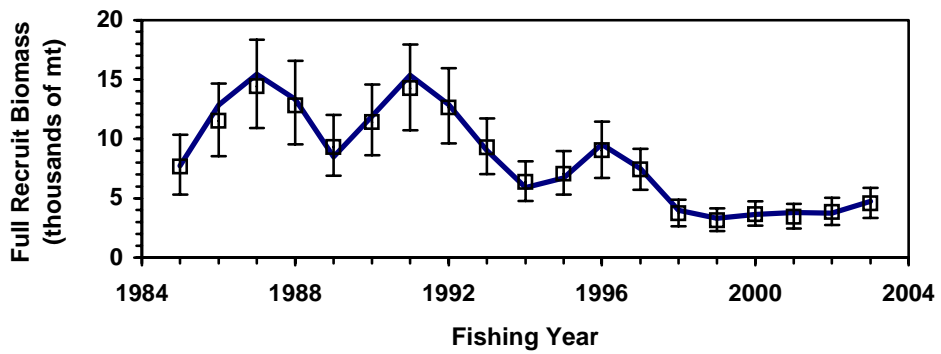 Full Recruit Biomass
(thousands of mt)
20
15
10
5
0
1984 1988 1992 1996 2000 2004
Fishing Year